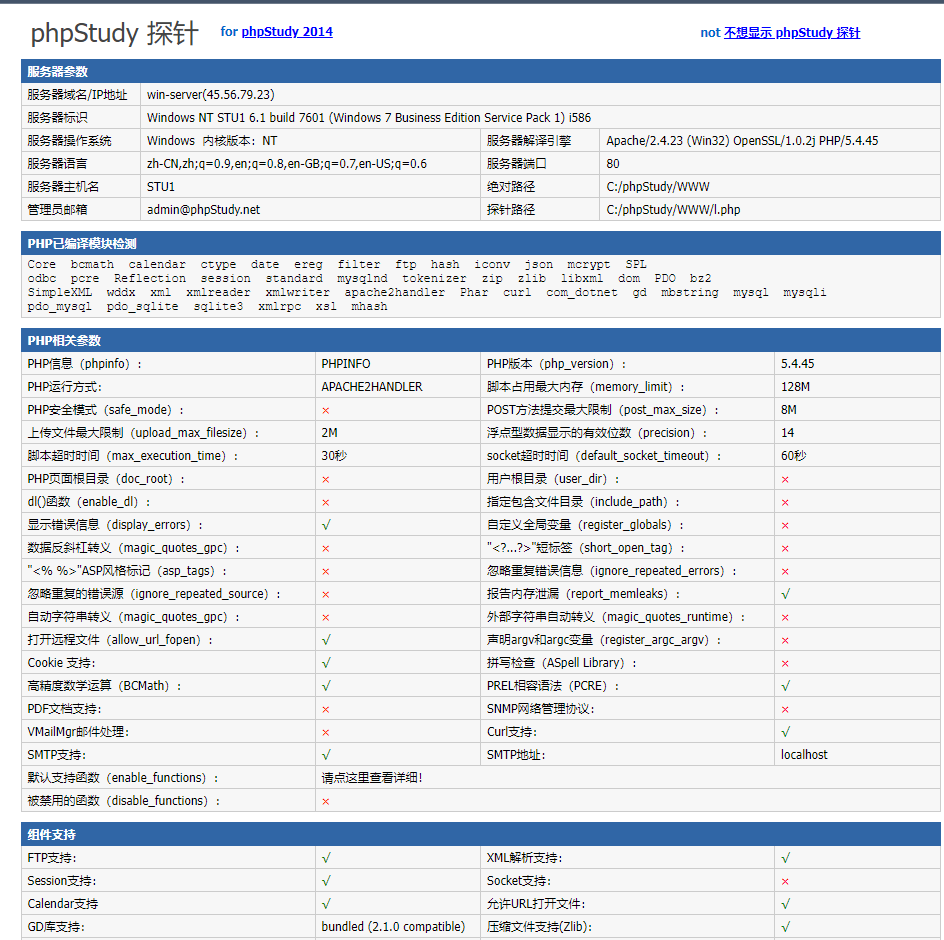 phpStudy 探针 for phpStudy 2014 not 不想显示 phpStudy 探针
服务器参数
服务器域名/IP地址 win-server(45.56.79.23)
服务器标识 Windows NT STU1 6.1 build 7601 (Windows 7 Business Edition Service Pack 1) i586
服务器操作系统 Windows 内核版本：NT 服务器解译引擎 Apache/2.4.23 (Win32) OpenSSL/1.0.2j PHP/5.4.45
服务器语言 zh-CN,zh;q=0.9,en;q=0.8,en-GB;q=0.7,en-US;q=0.6 服务器端口 80
服务器主机名 STU1 绝对路径 C:/phpStudy/WWW
管理员邮箱 admin@phpStudy.net 探针路径 C:/phpStudy/WWW/l.php
PHP已编译模块检测
Core bcmath calendar ctype date ereg filter ftp hash iconv json mcrypt SPL
odbc pcre Reflection session standard mysqlnd tokenizer zip zlib libxml dom PDO bz2
SimpleXML wddx xml xmlreader xmlwriter apache2handler Phar curl com_dotnet gd mbstring mysql mysqli
pdo_mysql pdo_sqlite sqlite3 xmlrpc xsl mhash
PHP相关参数
PHP信息（phpinfo）： PHPINFO PHP版本（php_version）： 5.4.45
PHP运行方式： APACHE2HANDLER 脚本占用最大内存（memory_limit）： 128M
PHP安全模式（safe_mode）： × POST方法提交最大限制（post_max_size）： 8M
上传文件最大限制（upload_max_filesize）： 2M 浮点型数据显示的有效位数（precision）： 14
脚本超时时间（max_execution_time）： 30秒 socket超时时间（default_socket_timeout）： 60秒
PHP页面根目录（doc_root）： × 用户根目录（user_dir）： ×
dl()函数（enable_dl）： × 指定包含文件目录（include_path）： ×
显示错误信息（display_errors）： √ 自定义全局变量（register_globals）： ×
数据反斜杠转义（magic_quotes_gpc）： × "<?...?>"短标签（short_open_tag）： ×
"<% %>"ASP风格标记（asp_tags）： × 忽略重复错误信息（ignore_repeated_errors）： ×
忽略重复的错误源（ignore_repeated_source）： × 报告内存泄漏（report_memleaks）： √
自动字符串转义（magic_quotes_gpc）： × 外部字符串自动转义（magic_quotes_runtime）： ×
打开远程文件（allow_url_fopen）： √ 声明argv和argc变量（register_argc_argv）： ×
Cookie 支持： √ 拼写检查（ASpell Library）： ×
高精度数学运算（BCMath）： √ PREL相容语法（PCRE）： √
PDF文档支持： × SNMP网络管理协议： ×
VMailMgr邮件处理： × Curl支持： √
SMTP支持： √ SMTP地址： localhost
默认支持函数（enable_functions）： 请点这里查看详细！
被禁用的函数（disable_functions）： ×
组件支持
FTP支持： √ XML解析支持： √
Session支持： √ Socket支持： ×
Calendar支持 √ 允许URL打开文件： √
GD库支持： bundled (2.1.0 compatible) 压缩文件支持(Zlib)： √